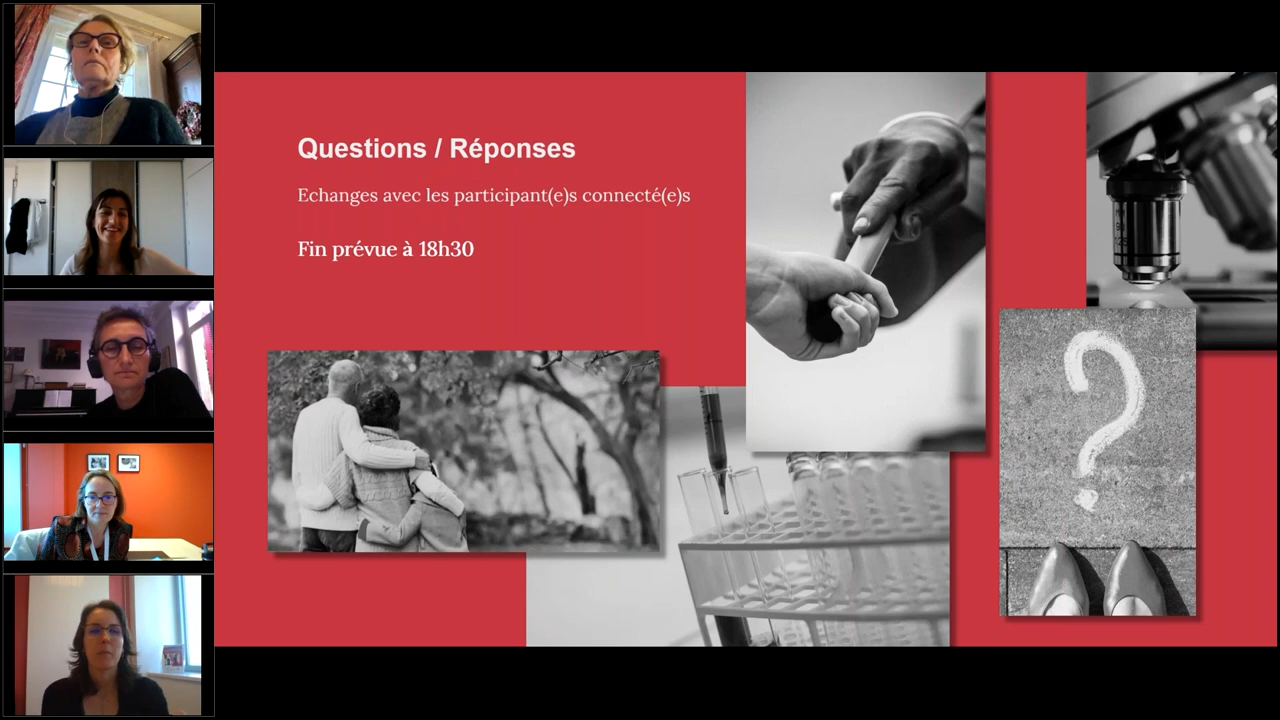 Questions / Réponses
Echanges avec les participant(e)s connecté(e)s
Fin prévue à 18h30